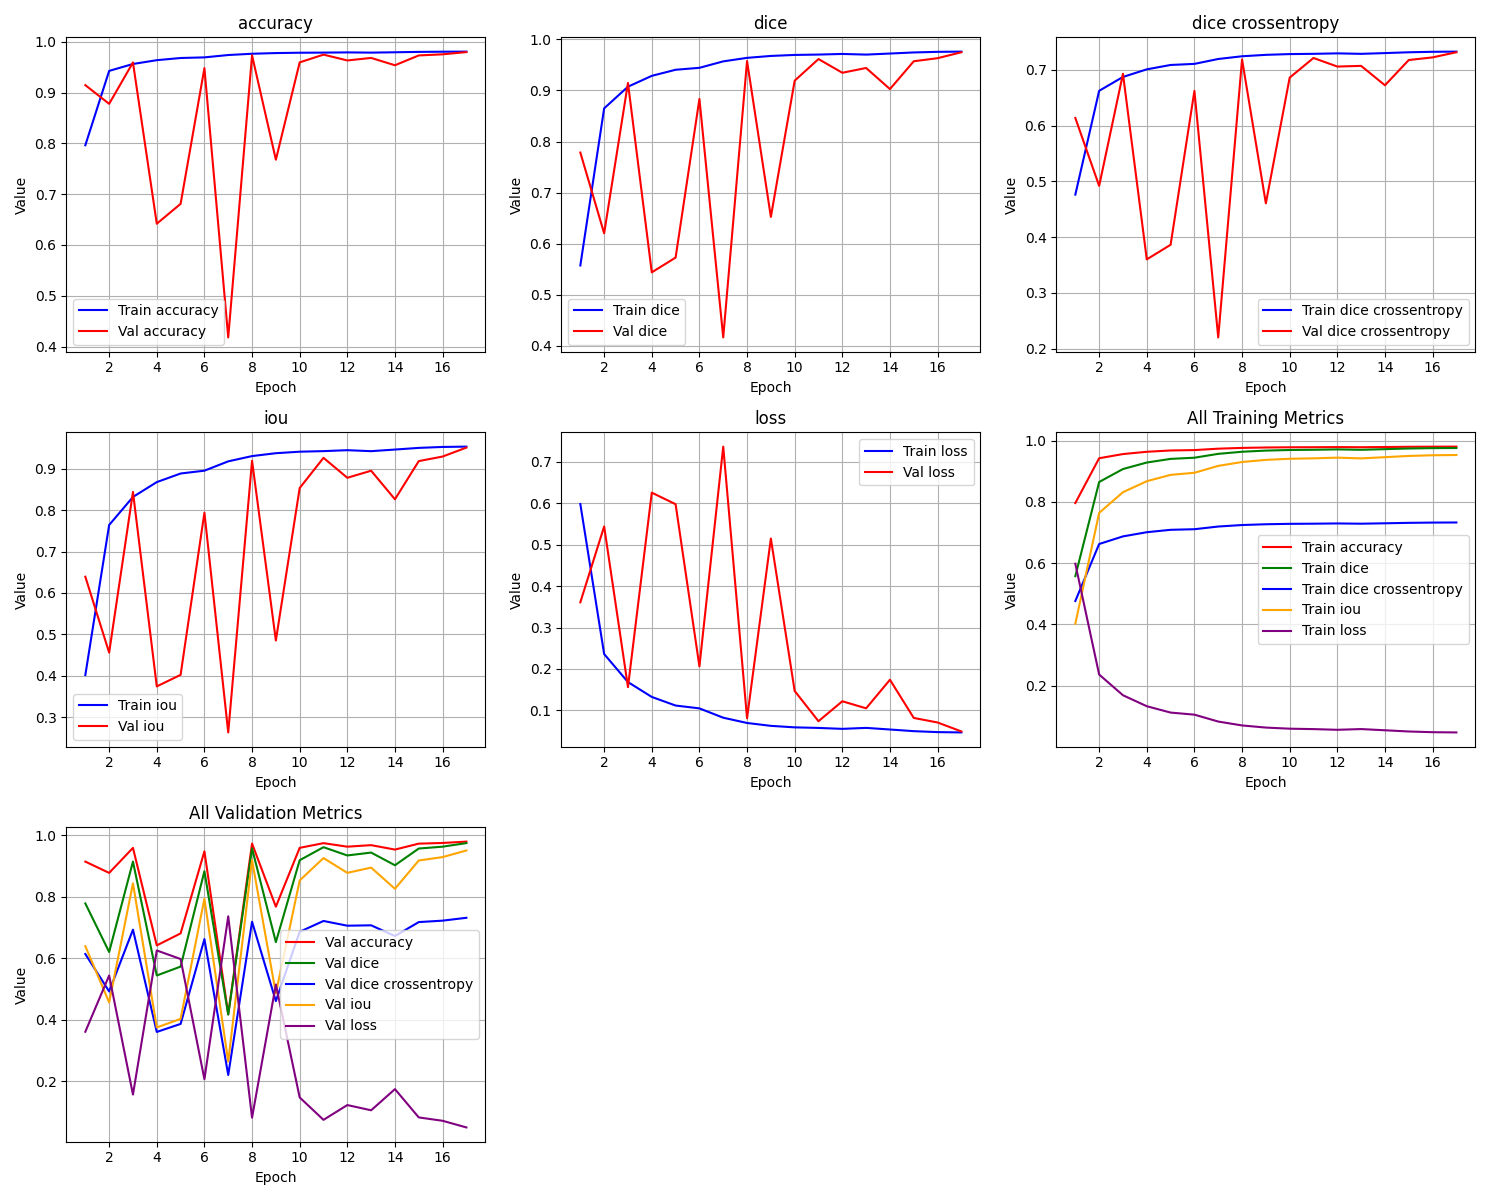 accuracy
1.0
0.9
0.8
0.7
0.6
0.5
0.4
Value
Train accuracy
Val accuracy
2 4 6 8 10 12 14 16
Epoch
dice
1.0
0.9
0.8
0.7
0.6
0.5
0.4
Value
Train dice
Val dice
2 4 6 8 10 12 14 16
Epoch
dice crossentropy
0.7
0.6
0.5
0.4
0.3
0.2
Value
Train dice crossentropy
Val dice crossentropy
2 4 6 8 10 12 14 16
Epoch
iou
0.9
0.8
0.7
0.6
0.5
0.4
0.3
Value
Train iou
Val iou
2 4 6 8 10 12 14 16
Epoch
loss
0.7
0.6
0.5
0.4
0.3
0.2
0.1
Value
Train loss
Val loss
2 4 6 8 10 12 14 16
Epoch
All Training Metrics
1.0
0.8
0.6
0.4
0.2
Value
Train accuracy
Train dice
Train dice crossentropy
Train iou
Train loss
2 4 6 8 10 12 14 16
Epoch
All Validation Metrics
1.0
0.8
0.6
0.4
0.2
Value
Val accuracy
Val dice
Val dice crossentropy
Val iou
Val loss
2 4 6 8 10 12 14 16
Epoch